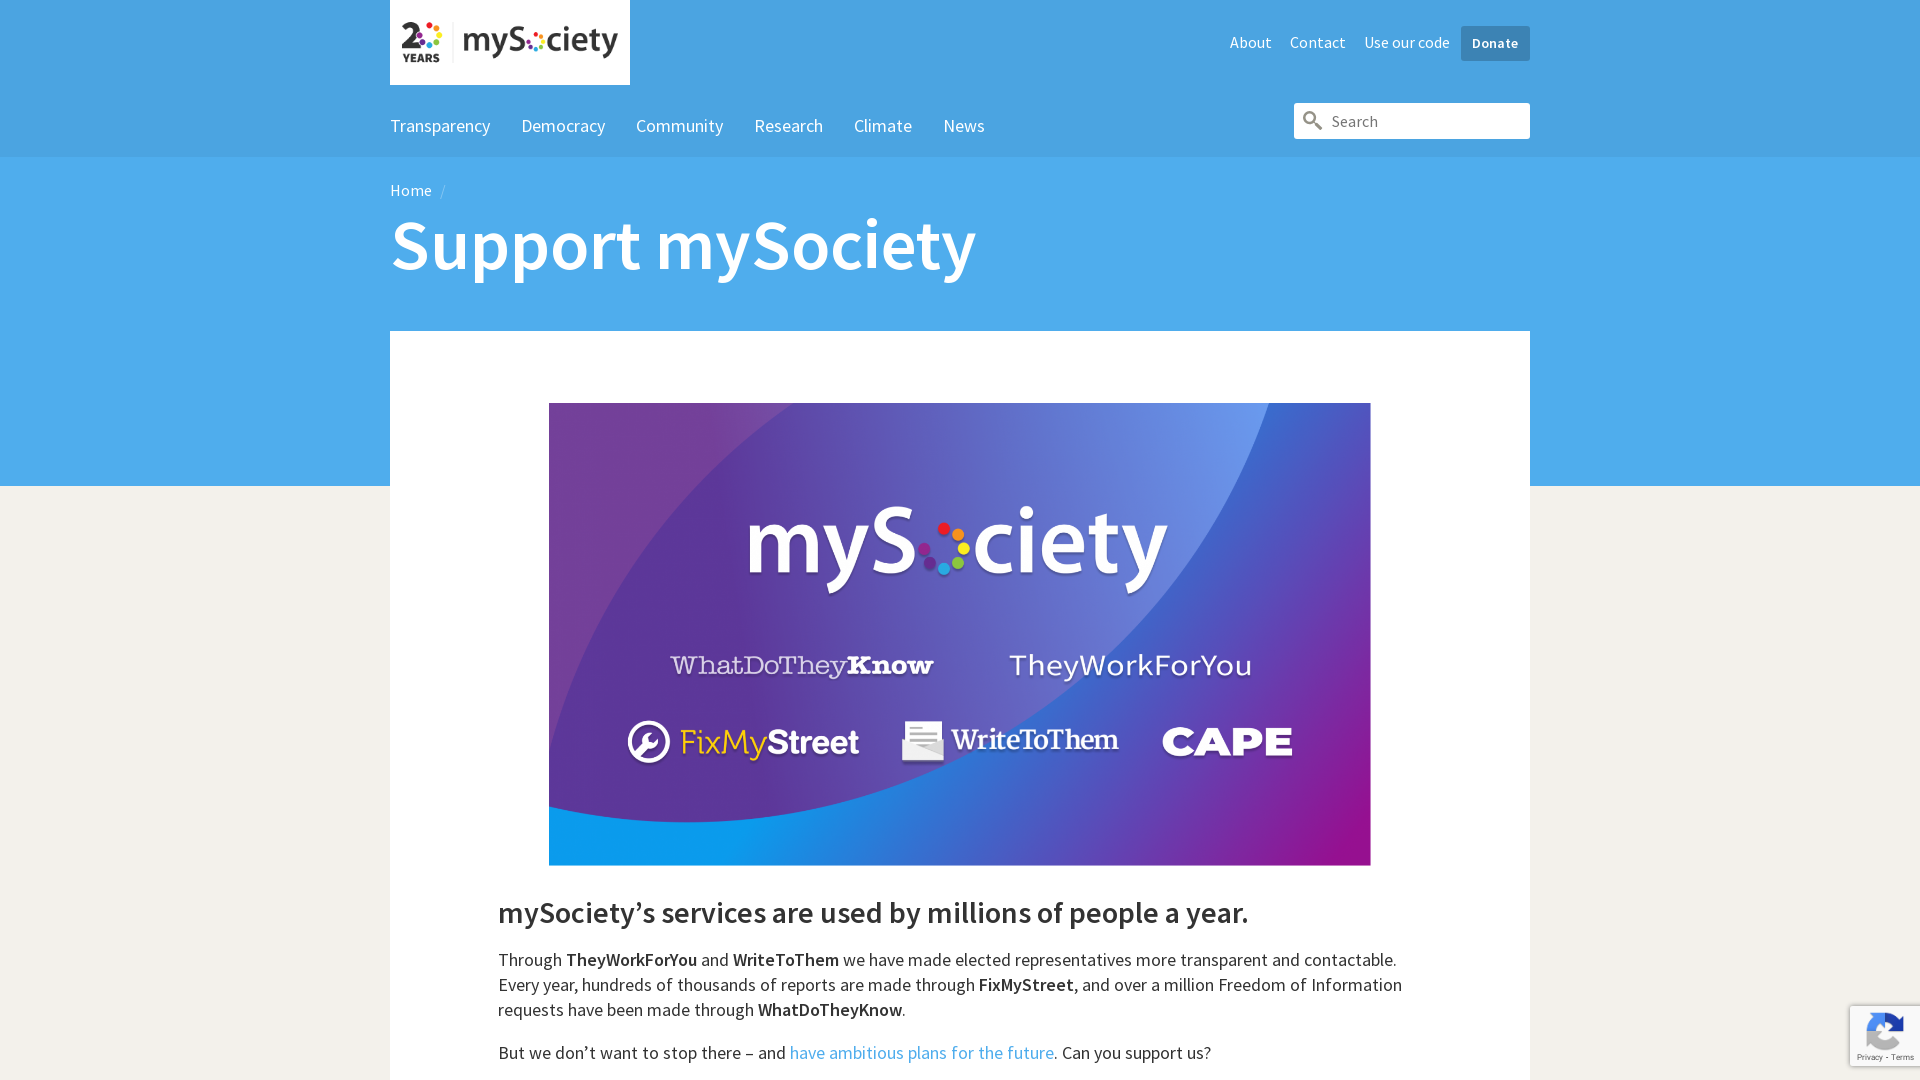 20 YEARS mySociety
About Contact Use our code Donate
Transparency Democracy Community Research Climate News
Search
Home /
Support mySociety
mySociety
WhatDoTheyKnow TheyWorkForYou
FixMyStreet WriteToThem CAPE
mySociety’s services are used by millions of people a year.
Through TheyWorkForYou and WriteToThem we have made elected representatives more transparent and contactable.
Every year, hundreds of thousands of reports are made through FixMyStreet, and over a million Freedom of Information
requests have been made through WhatDoTheyKnow.
But we don’t want to stop there – and have ambitious plans for the future. Can you support us?
Privacy - Terms